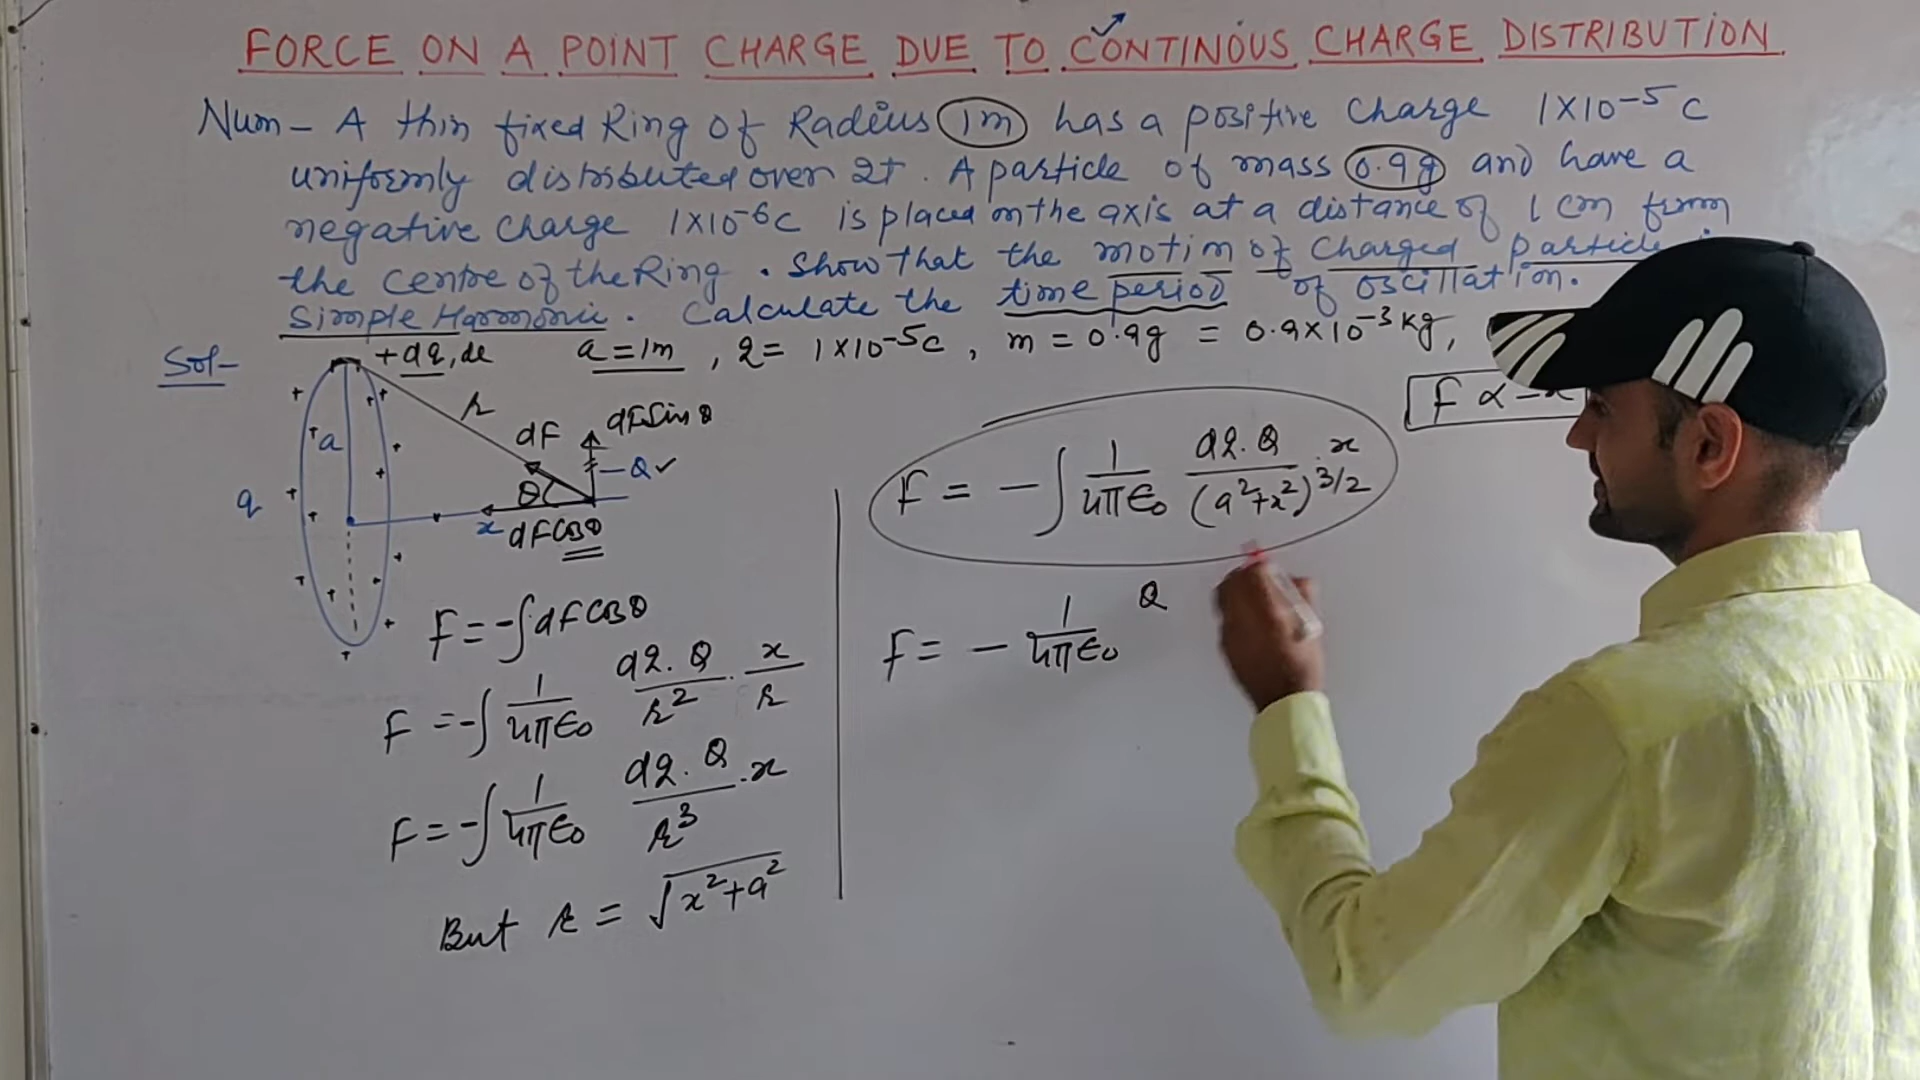 FORCE ON A POINT CHARGE DUE TO CONTINOUS CHARGE DISTRIBUTION
Num - A thin fixed Ring of Radius 1m has a positive charge 1×10⁻⁵ C
uniformly distributed over it. A particle of mass 0.9g and have a
negative charge 1×10⁻⁶C is placed on the axis at a distance of 1 cm from
the centre of the Ring. Show that the motion of charged particle
Simple Harmonic. Calculate the time period of oscillation.
Sol-
+dq, dl
a = 1m, q = 1×10⁻⁵C, m = 0.9g = 0.9×10⁻³ kg,
F ∝ -x
r
a
q
dF
dF sinθ
-Q
θ
x
dF cosθ
F = -∫dF cosθ
F = -∫ 1/4πε₀ dq.Q/r² . x/r
F = -∫ 1/4πε₀ dq.Q/r³ .x
But r = √x²+a²
F = -∫ 1/4πε₀ dq.Q/(a²+x²)^3/2 .x
F = - 1/4πε₀ Q